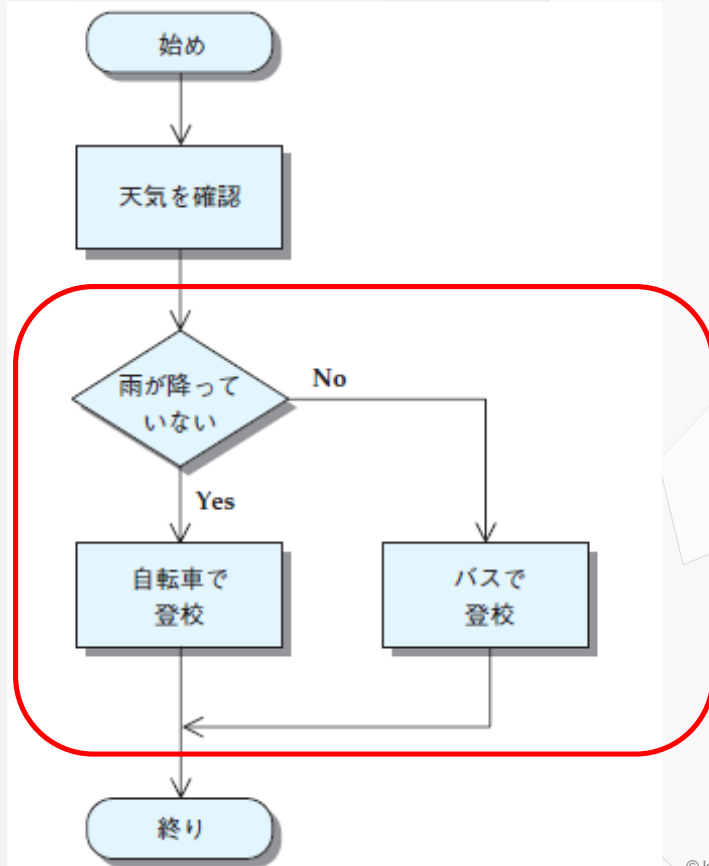 始め
天気を確認
雨が降って
いない
No
Yes
自転車で
登校
バスで
登校
終り